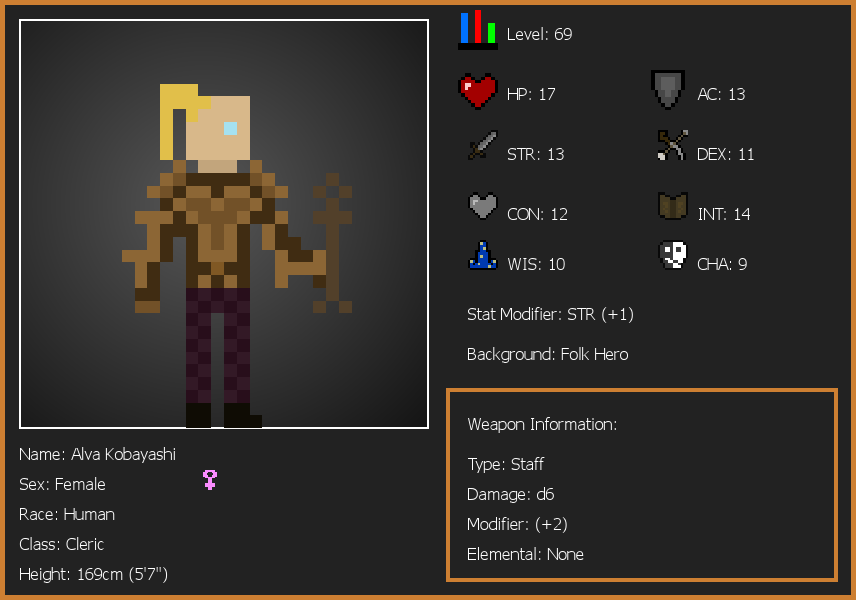 Level: 69
HP: 17
AC: 13
STR: 13
DEX: 11
CON: 12
INT: 14
WIS: 10
CHA: 9
Stat Modifier: STR (+1)
Background: Folk Hero
Weapon Information:
Type: Staff
Damage: d6
Modifier: (+2)
Elemental: None
Name: Alva Kobayashi
Sex: Female
Race: Human
Class: Cleric
Height: 169cm (5'7")